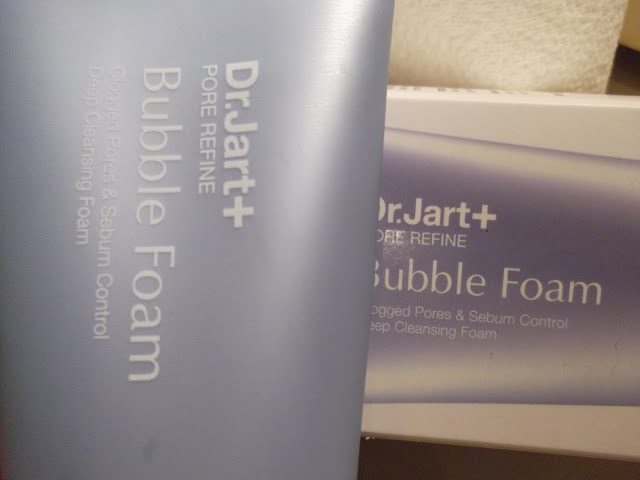 Dr.Jart+
PORE REFINE
Bubble Foam
Clogged Pores & Sebum Control
Deep Cleansing Foam
Dr.Jart+
ORE REFINE
Bubble Foam
ogged Pores & Sebum Control
eep Cleansing Foam